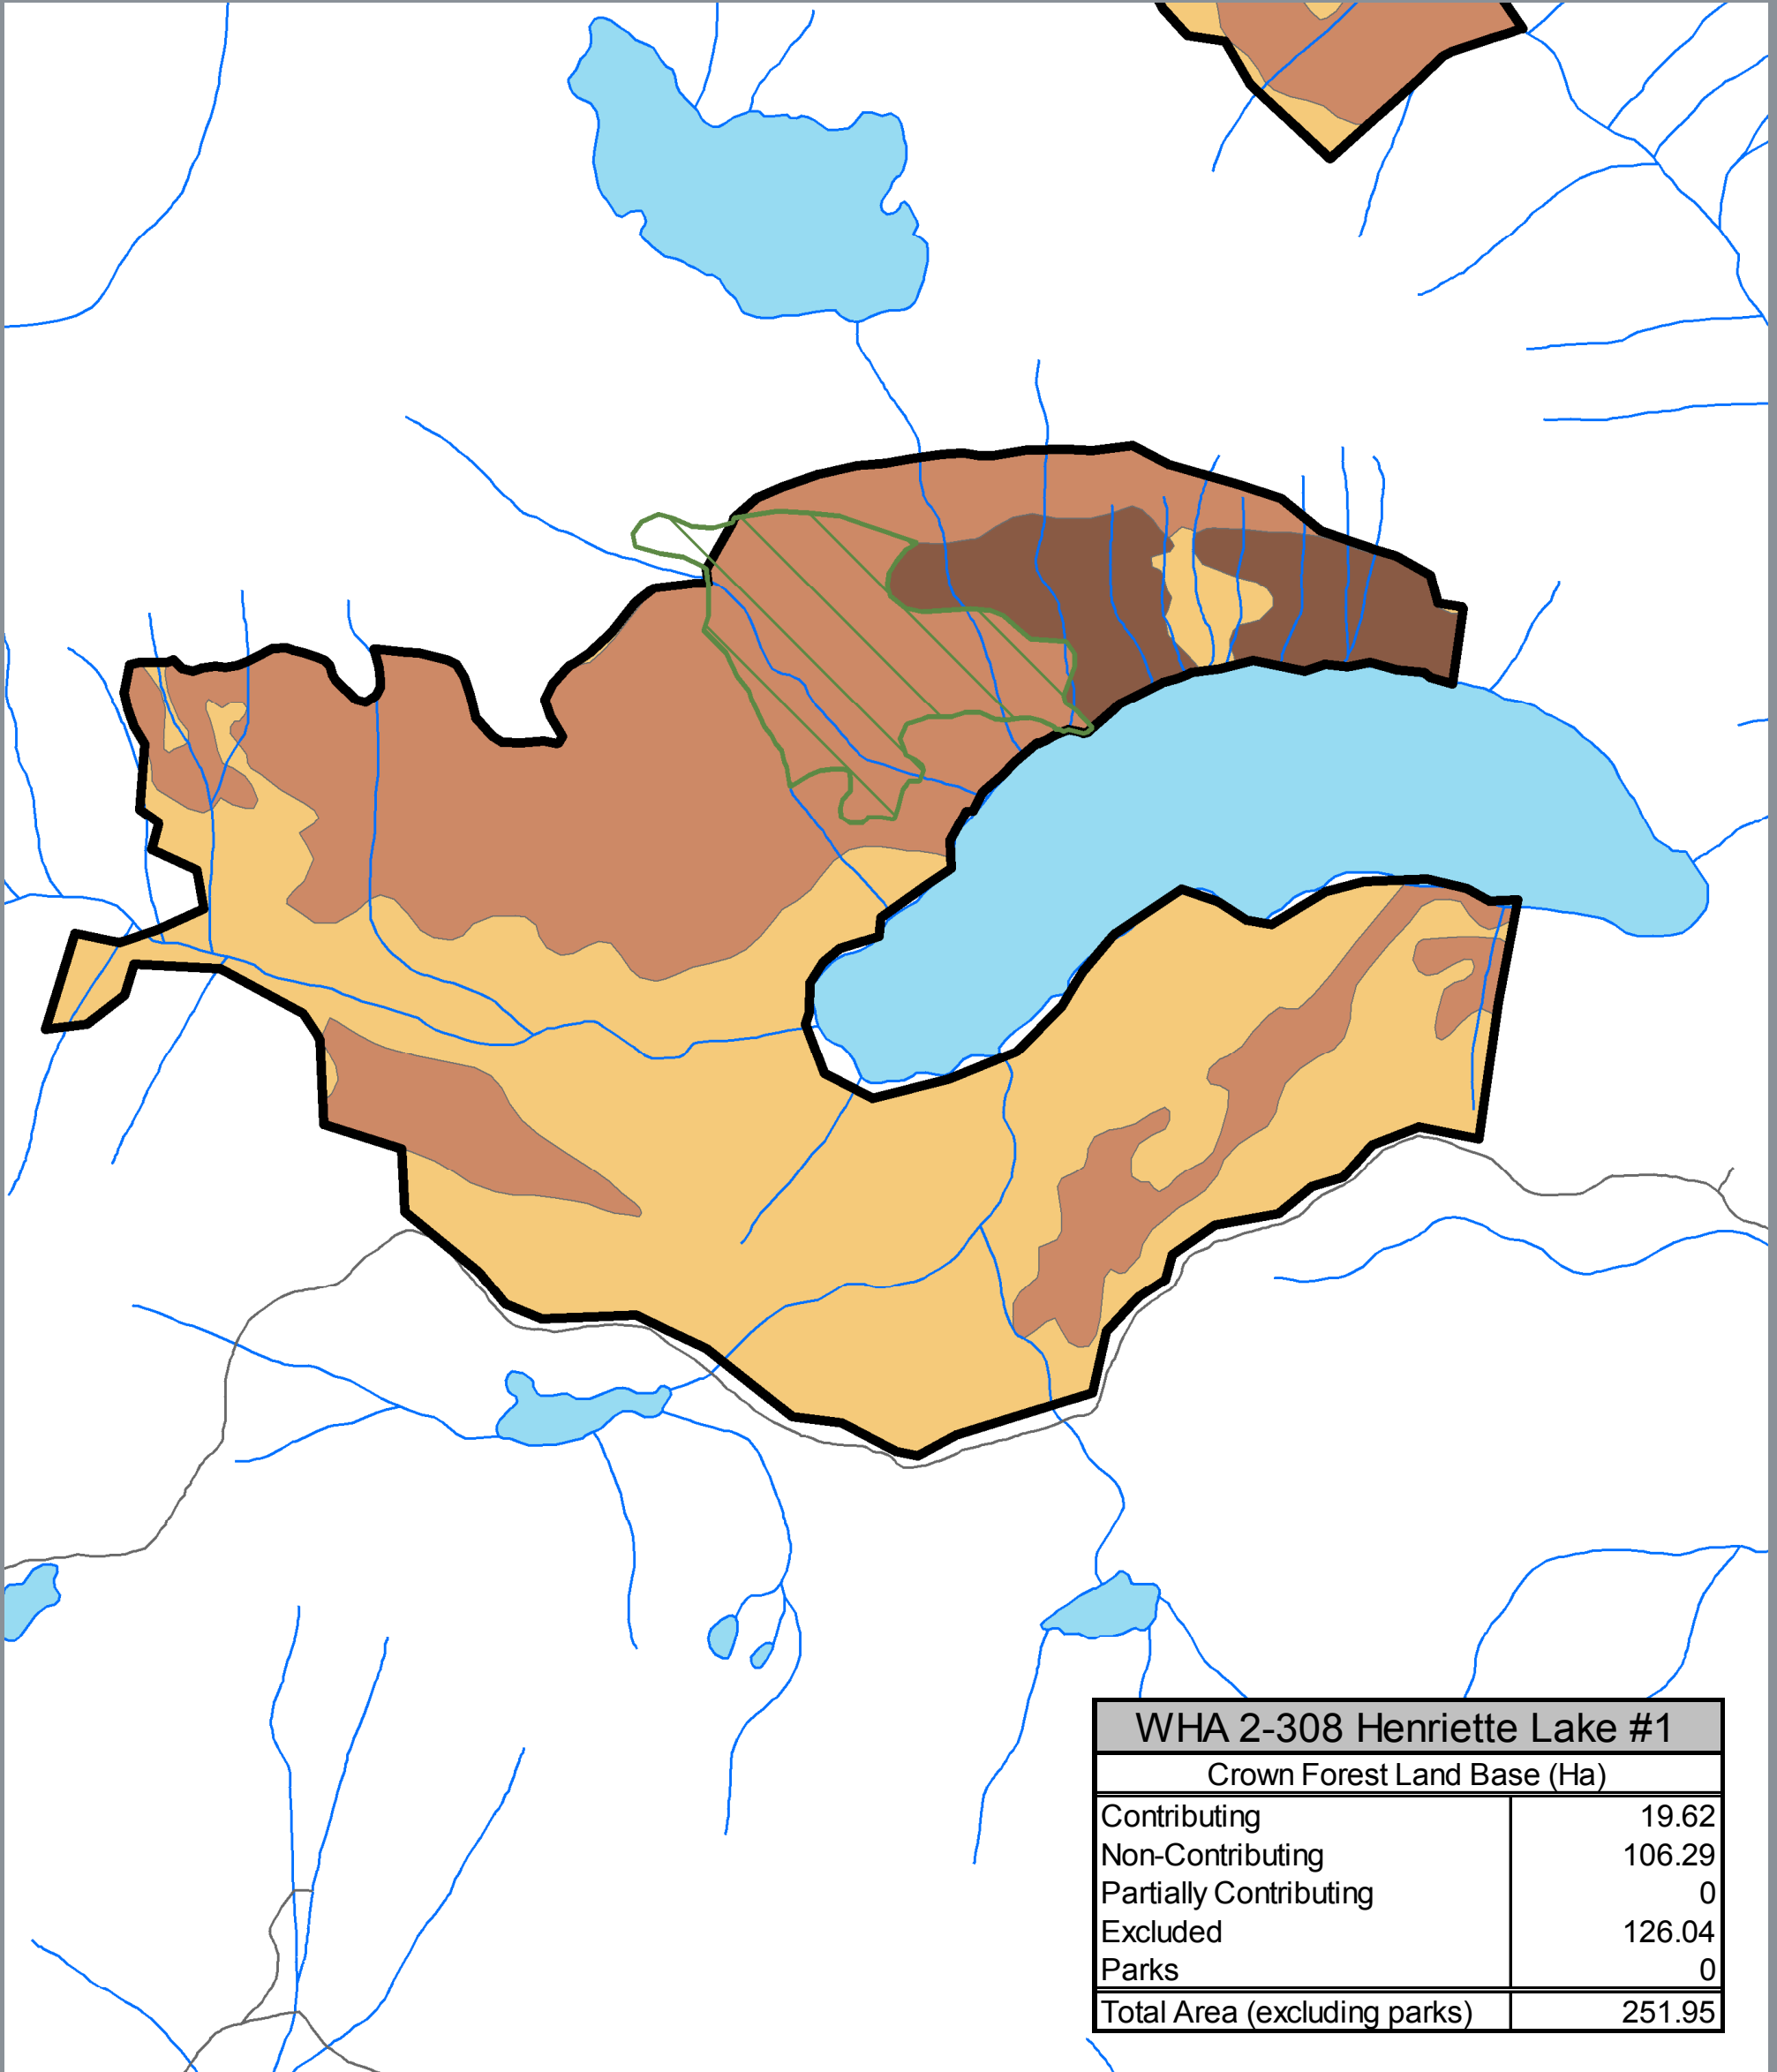 WHA 2-308 Henriette Lake #1
Crown Forest Land Base (Ha)
Contributing 19.62
Non-Contributing 106.29
Partially Contributing 0
Excluded 126.04
Parks 0
Total Area (excluding parks) 251.95